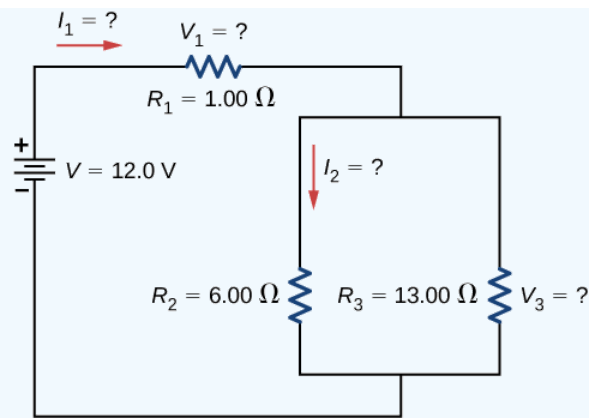 I₁ = ?
V₁ = ?
R₁ = 1.00 Ω
+
V = 12.0 V
−
I₂ = ?
R₂ = 6.00 Ω
R₃ = 13.00 Ω
V₃ = ?